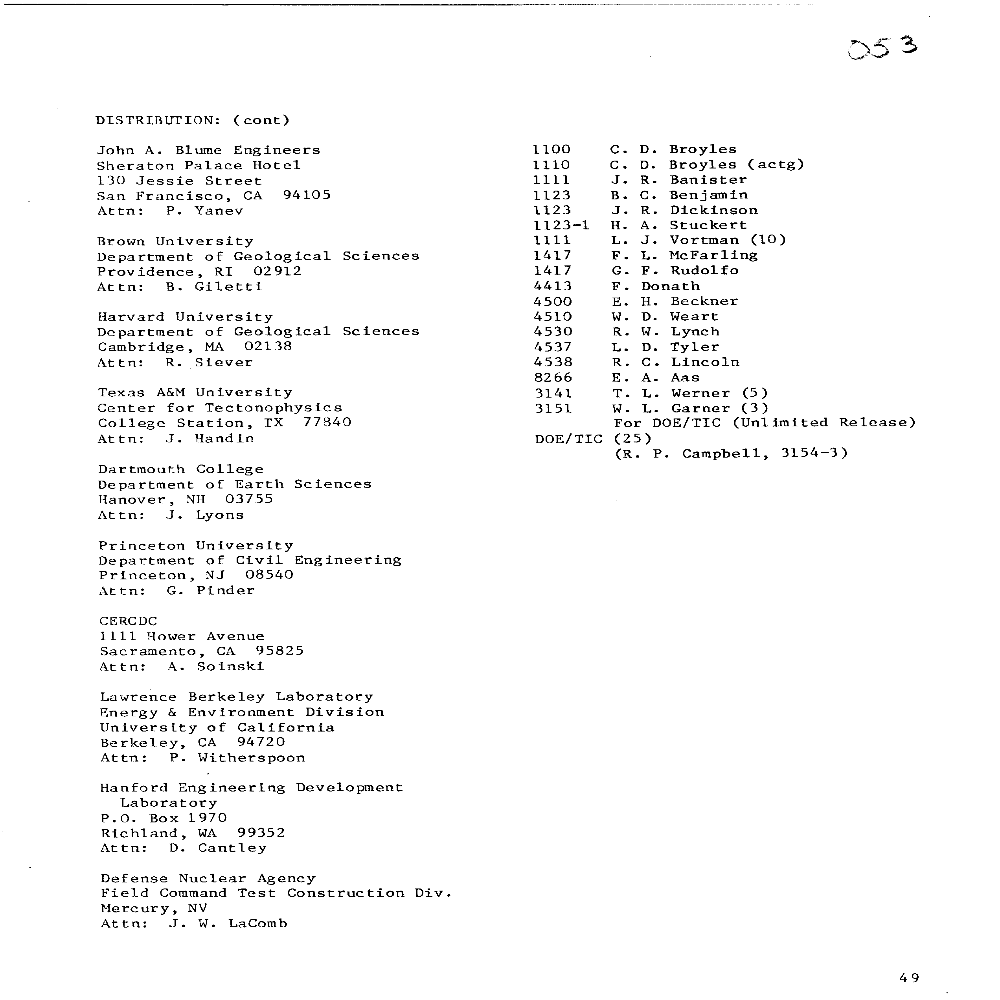 053
DISTRIBUTION: (cont)
John A. Blume Engineers
Sheraton Palace Hotel
130 Jessie Street
San Francisco, CA 94105
Attn: P. Yanev
Brown University
Department of Geological Sciences
Providence, RI 02912
Attn: B. Giletti
Harvard University
Department of Geological Sciences
Cambridge, MA 02138
Attn: R. Siever
Texas A&M University
Center for Tectonophysics
College Station, TX 77840
Attn: J. Handin
Dartmouth College
Department of Earth Sciences
Hanover, NH 03755
Attn: J. Lyons
Princeton University
Department of Civil Engineering
Princeton, NJ 08540
Attn: G. Pinder
CERCDC
1111 Hower Avenue
Sacramento, CA 95825
Attn: A. Soinski
Lawrence Berkeley Laboratory
Energy & Environment Division
University of California
Berkeley, CA 94720
Attn: P. Witherspoon
Hanford Engineering Development
Laboratory
P.O. Box 1970
Richland, WA 99352
Attn: D. Cantley
Defense Nuclear Agency
Field Command Test Construction Div.
Mercury, NV
Attn: J. W. LaComb
1100 C. D. Broyles
1110 C. D. Broyles (actg)
1111 J. R. Banister
1123 B. C. Benjamin
1123 J. R. Dickinson
1123-1 H. A. Stuckert
1111 L. J. Vortman (10)
1417 F. L. McFarling
1417 G. F. Rudolfo
4413 F. Donath
4500 E. H. Beckner
4510 W. D. Weart
4530 R. W. Lynch
4537 L. D. Tyler
4538 R. C. Lincoln
8266 E. A. Aas
3141 T. L. Werner (5)
3151 W. L. Garner (3)
For DOE/TIC (Unlimited Release)
DOE/TIC (25)
(R. P. Campbell, 3154-3)
49